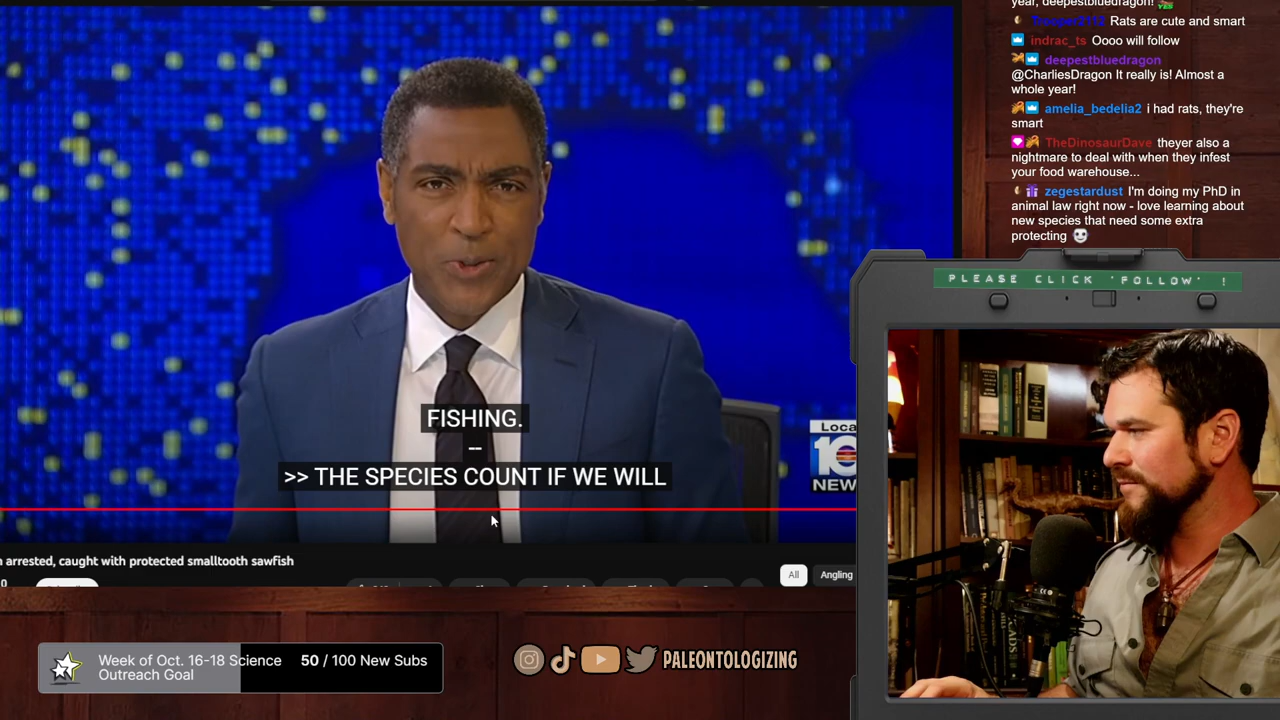 year, deepestbluedragon!
Trooper2112 Rats are cute and smart
indrac_ts Oooo will follow
deepestbluedragon
@CharliesDragon It really is! Almost a
whole year!
amelia_bedelia2 i had rats, they're
smart
TheDinosaurDave theyer also a
nightmare to deal with when they infest
your food warehouse...
zegestardust I'm doing my PhD in
animal law right now - love learning about
new species that need some extra
protecting
PLEASE CLICK 'FOLLOW' !
FISHING.
--
>> THE SPECIES COUNT IF WE WILL
Loca
10
NEW
arrested, caught with protected smalltooth sawfish
All
Angling
Week of Oct. 16-18 Science
Outreach Goal
50 / 100 New Subs
PALEONTOLOGIZING